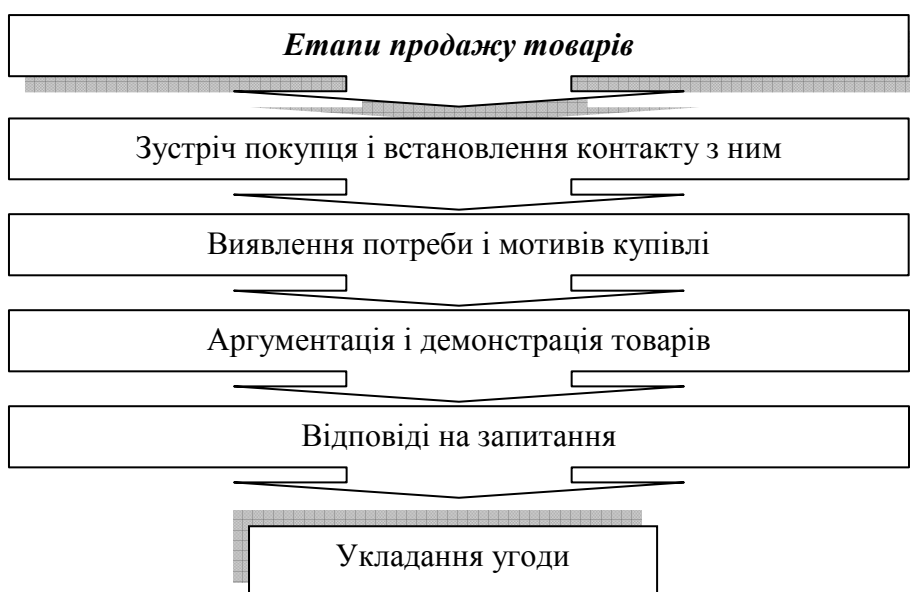 Етапи продажу товарів
Зустріч покупця і встановлення контакту з ним
Виявлення потреби і мотивів купівлі
Аргументація і демонстрація товарів
Відповіді на запитання
Укладання угоди